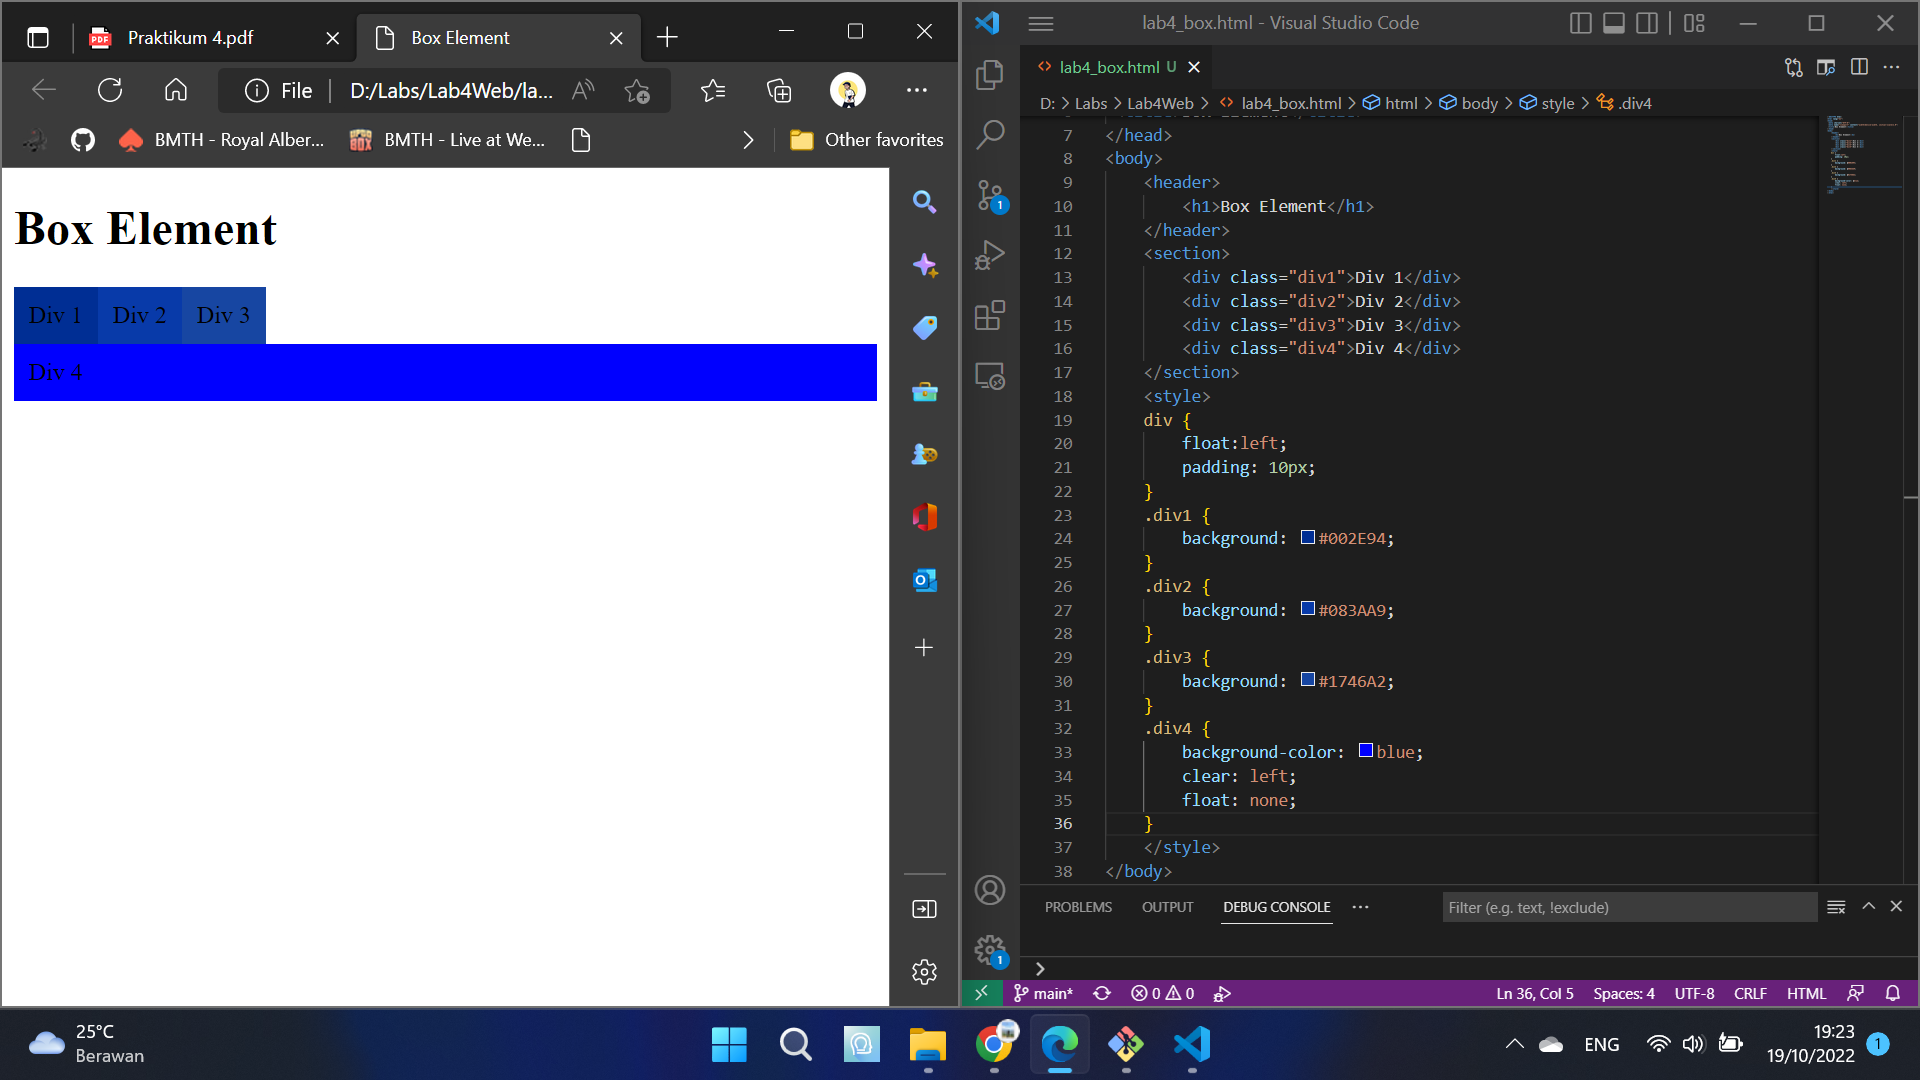 Praktikum 4.pdf
Box Element
File
D:/Labs/Lab4Web/la...
BMTH - Royal Alber...
BMTH - Live at We...
Other favorites
Box Element
Div 1
Div 2
Div 3
Div 4
lab4_box.html - Visual Studio Code
lab4_box.html U
D: > Labs > Lab4Web > lab4_box.html > html > body > style > .div4
7 </head>
8 <body>
9 <header>
10 <h1>Box Element</h1>
11 </header>
12 <section>
13 <div class="div1">Div 1</div>
14 <div class="div2">Div 2</div>
15 <div class="div3">Div 3</div>
16 <div class="div4">Div 4</div>
17 </section>
18 <style>
19 div {
20 float:left;
21 padding: 10px;
22 }
23 .div1 {
24 background: #002E94;
25 }
26 .div2 {
27 background: #083AA9;
28 }
29 .div3 {
30 background: #1746A2;
31 }
32 .div4 {
33 background-color: blue;
34 clear: left;
35 float: none;
36 }
37 </style>
38 </body>
1
1
PROBLEMS
OUTPUT
DEBUG CONSOLE
Filter (e.g. text, !exclude)
main*
0
0
Ln 36, Col 5
Spaces: 4
UTF-8
CRLF
HTML
25°C
Berawan
ENG
19:23
19/10/2022
1